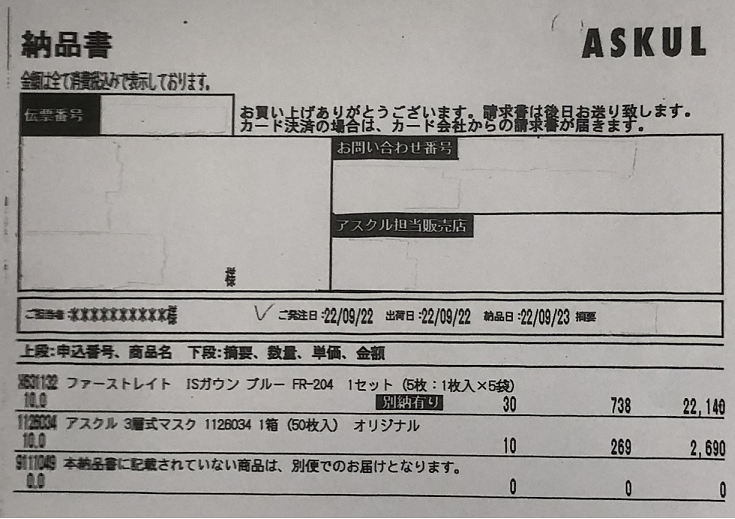 納品書
ASKUL
金額は全て消費税込みで表示しております。
伝票番号
お買い上げありがとうございます。請求書は後日お送り致します。
カード決済の場合は、カード会社からの請求書が届きます。
お問い合わせ番号
アスクル担当販売店
様
ご担当者 **********様
ご発注日:22/09/22 出荷日:22/09/22 納品日:22/09/23 摘要
上段:申込番号、商品名 下段:摘要、数量、単価、金額
ファーストレイト ISガウン ブルー FR-204 1セット (5枚:1枚入×5袋)
10.0 別納有り 30 738 22,140
1126034 アスクル 3層式マスク 1126034 1箱 (50枚入) オリジナル
10.0 10 269 2,690
9111049 本納品書に記載されていない商品は、別便でのお届けとなります。
0.0 0 0 0